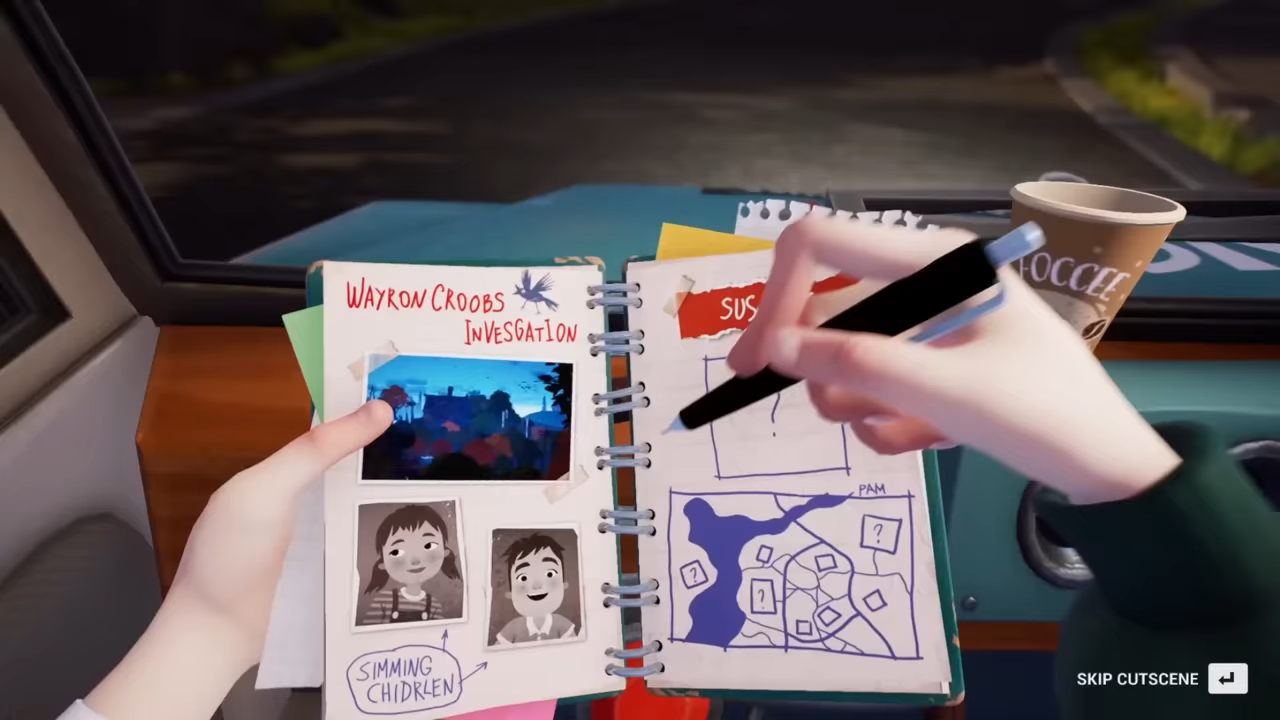 WAYRON CROOBS
INVESGATION
SUS
?
PAM
?
?
?
SIMMING
CHIDRLEN
FOCCEE
SKIP CUTSCENE